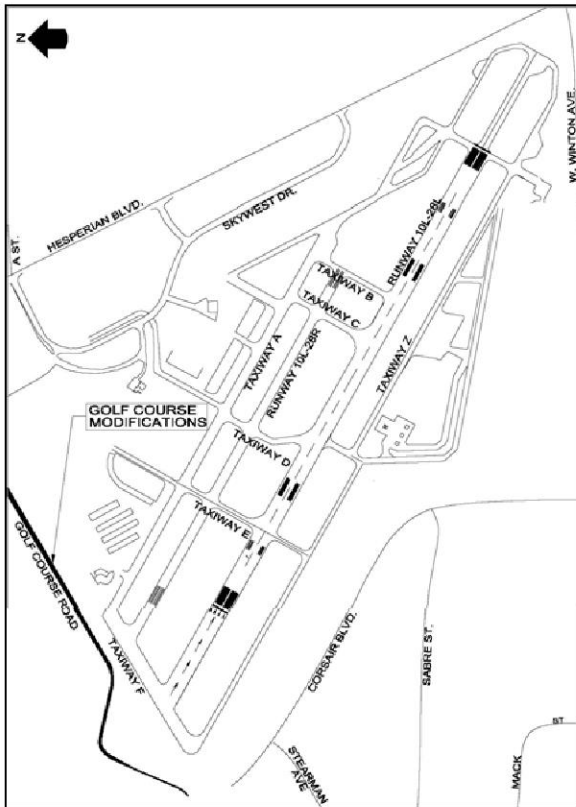 N
W. WINTON AVE.
HESPERIAN BLVD.
SKYWEST DR.
A ST.
RUNWAY 10L-28L
TAXIWAY B
TAXIWAY C
TAXIWAY Z
TAXIWAY A
RUNWAY 10L-28R
GOLF COURSE
MODIFICATIONS
TAXIWAY D
TAXIWAY E
GOLF COURSE ROAD
TAXIWAY F
CORSAIR BLVD.
SABRE ST.
STEARMAN
AVE
MACK
ST